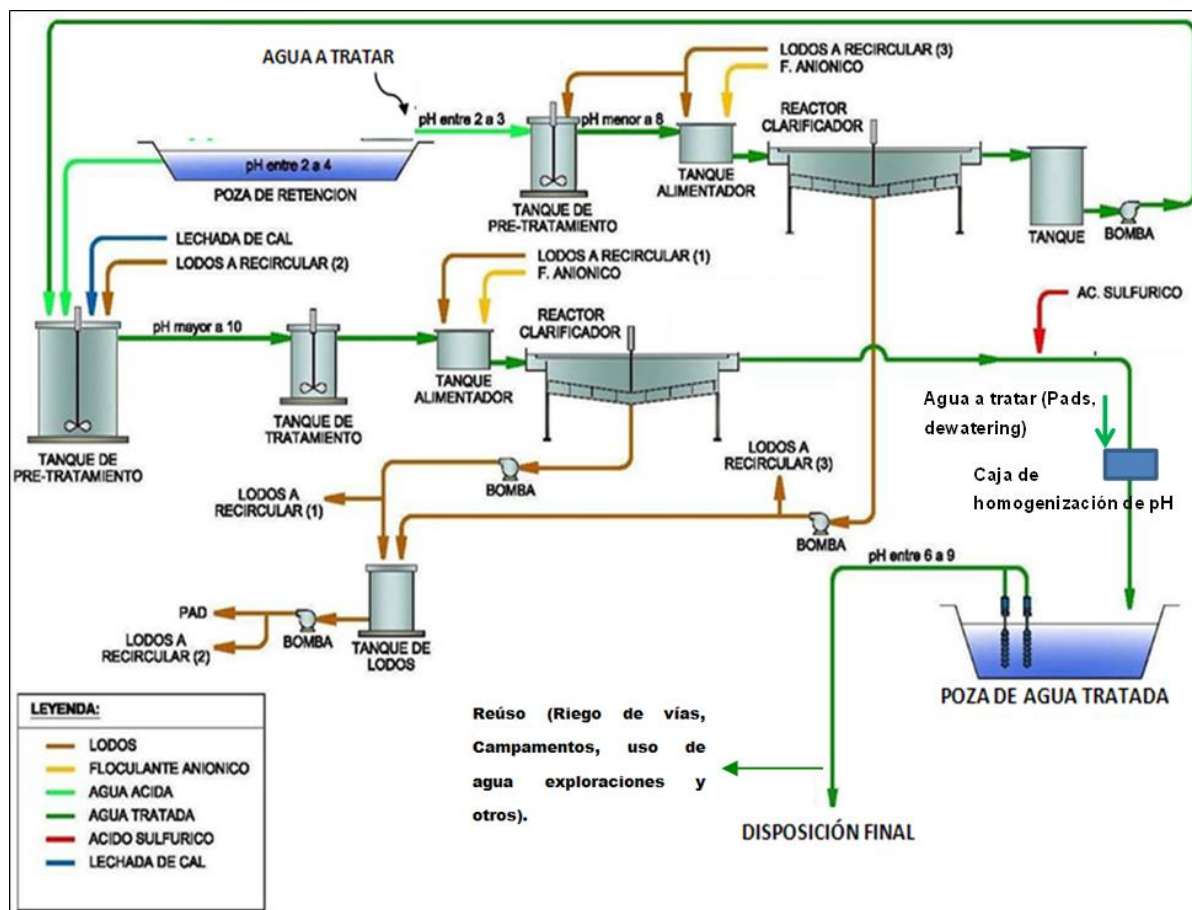 AGUA A TRATAR
LODOS A RECIRCULAR (3)
F. ANIONICO
pH entre 2 a 3
pH menor a 8
REACTOR
CLARIFICADOR
pH entre 2 a 4
POZA DE RETENCION
TANQUE DE
PRE-TRATAMIENTO
TANQUE
ALIMENTADOR
TANQUE
BOMBA
LECHADA DE CAL
LODOS A RECIRCULAR (2)
LODOS A RECIRCULAR (1)
F. ANIONICO
AC. SULFURICO
pH mayor a 10
REACTOR
CLARIFICADOR
TANQUE DE
PRE-TRATAMIENTO
TANQUE DE
TRATAMIENTO
TANQUE
ALIMENTADOR
Agua a tratar (Pads,
dewatering)
Caja de
homogenización de pH
LODOS A
RECIRCULAR (3)
BOMBA
LODOS A
RECIRCULAR (1)
BOMBA
pH entre 6 a 9
PAD
LODOS A
RECIRCULAR (2)
BOMBA
TANQUE DE
LODOS
POZA DE AGUA TRATADA
LEYENDA:
LODOS
FLOCULANTE ANIONICO
AGUA ACIDA
AGUA TRATADA
ACIDO SULFURICO
LECHADA DE CAL
Reúso (Riego de vías,
Campamentos, uso de
agua exploraciones y
otros).
DISPOSICIÓN FINAL